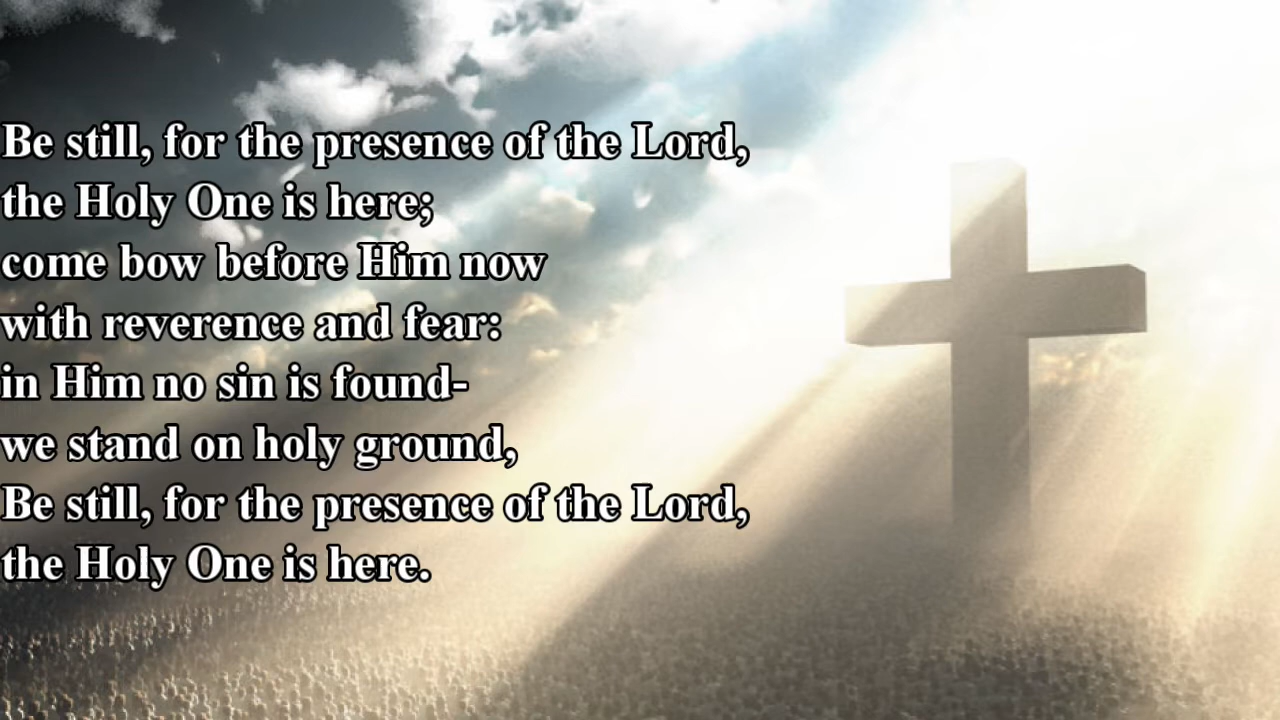 Be still, for the presence of the Lord,
the Holy One is here;
come bow before Him now
with reverence and fear:
in Him no sin is found-
we stand on holy ground,
Be still, for the presence of the Lord,
the Holy One is here.